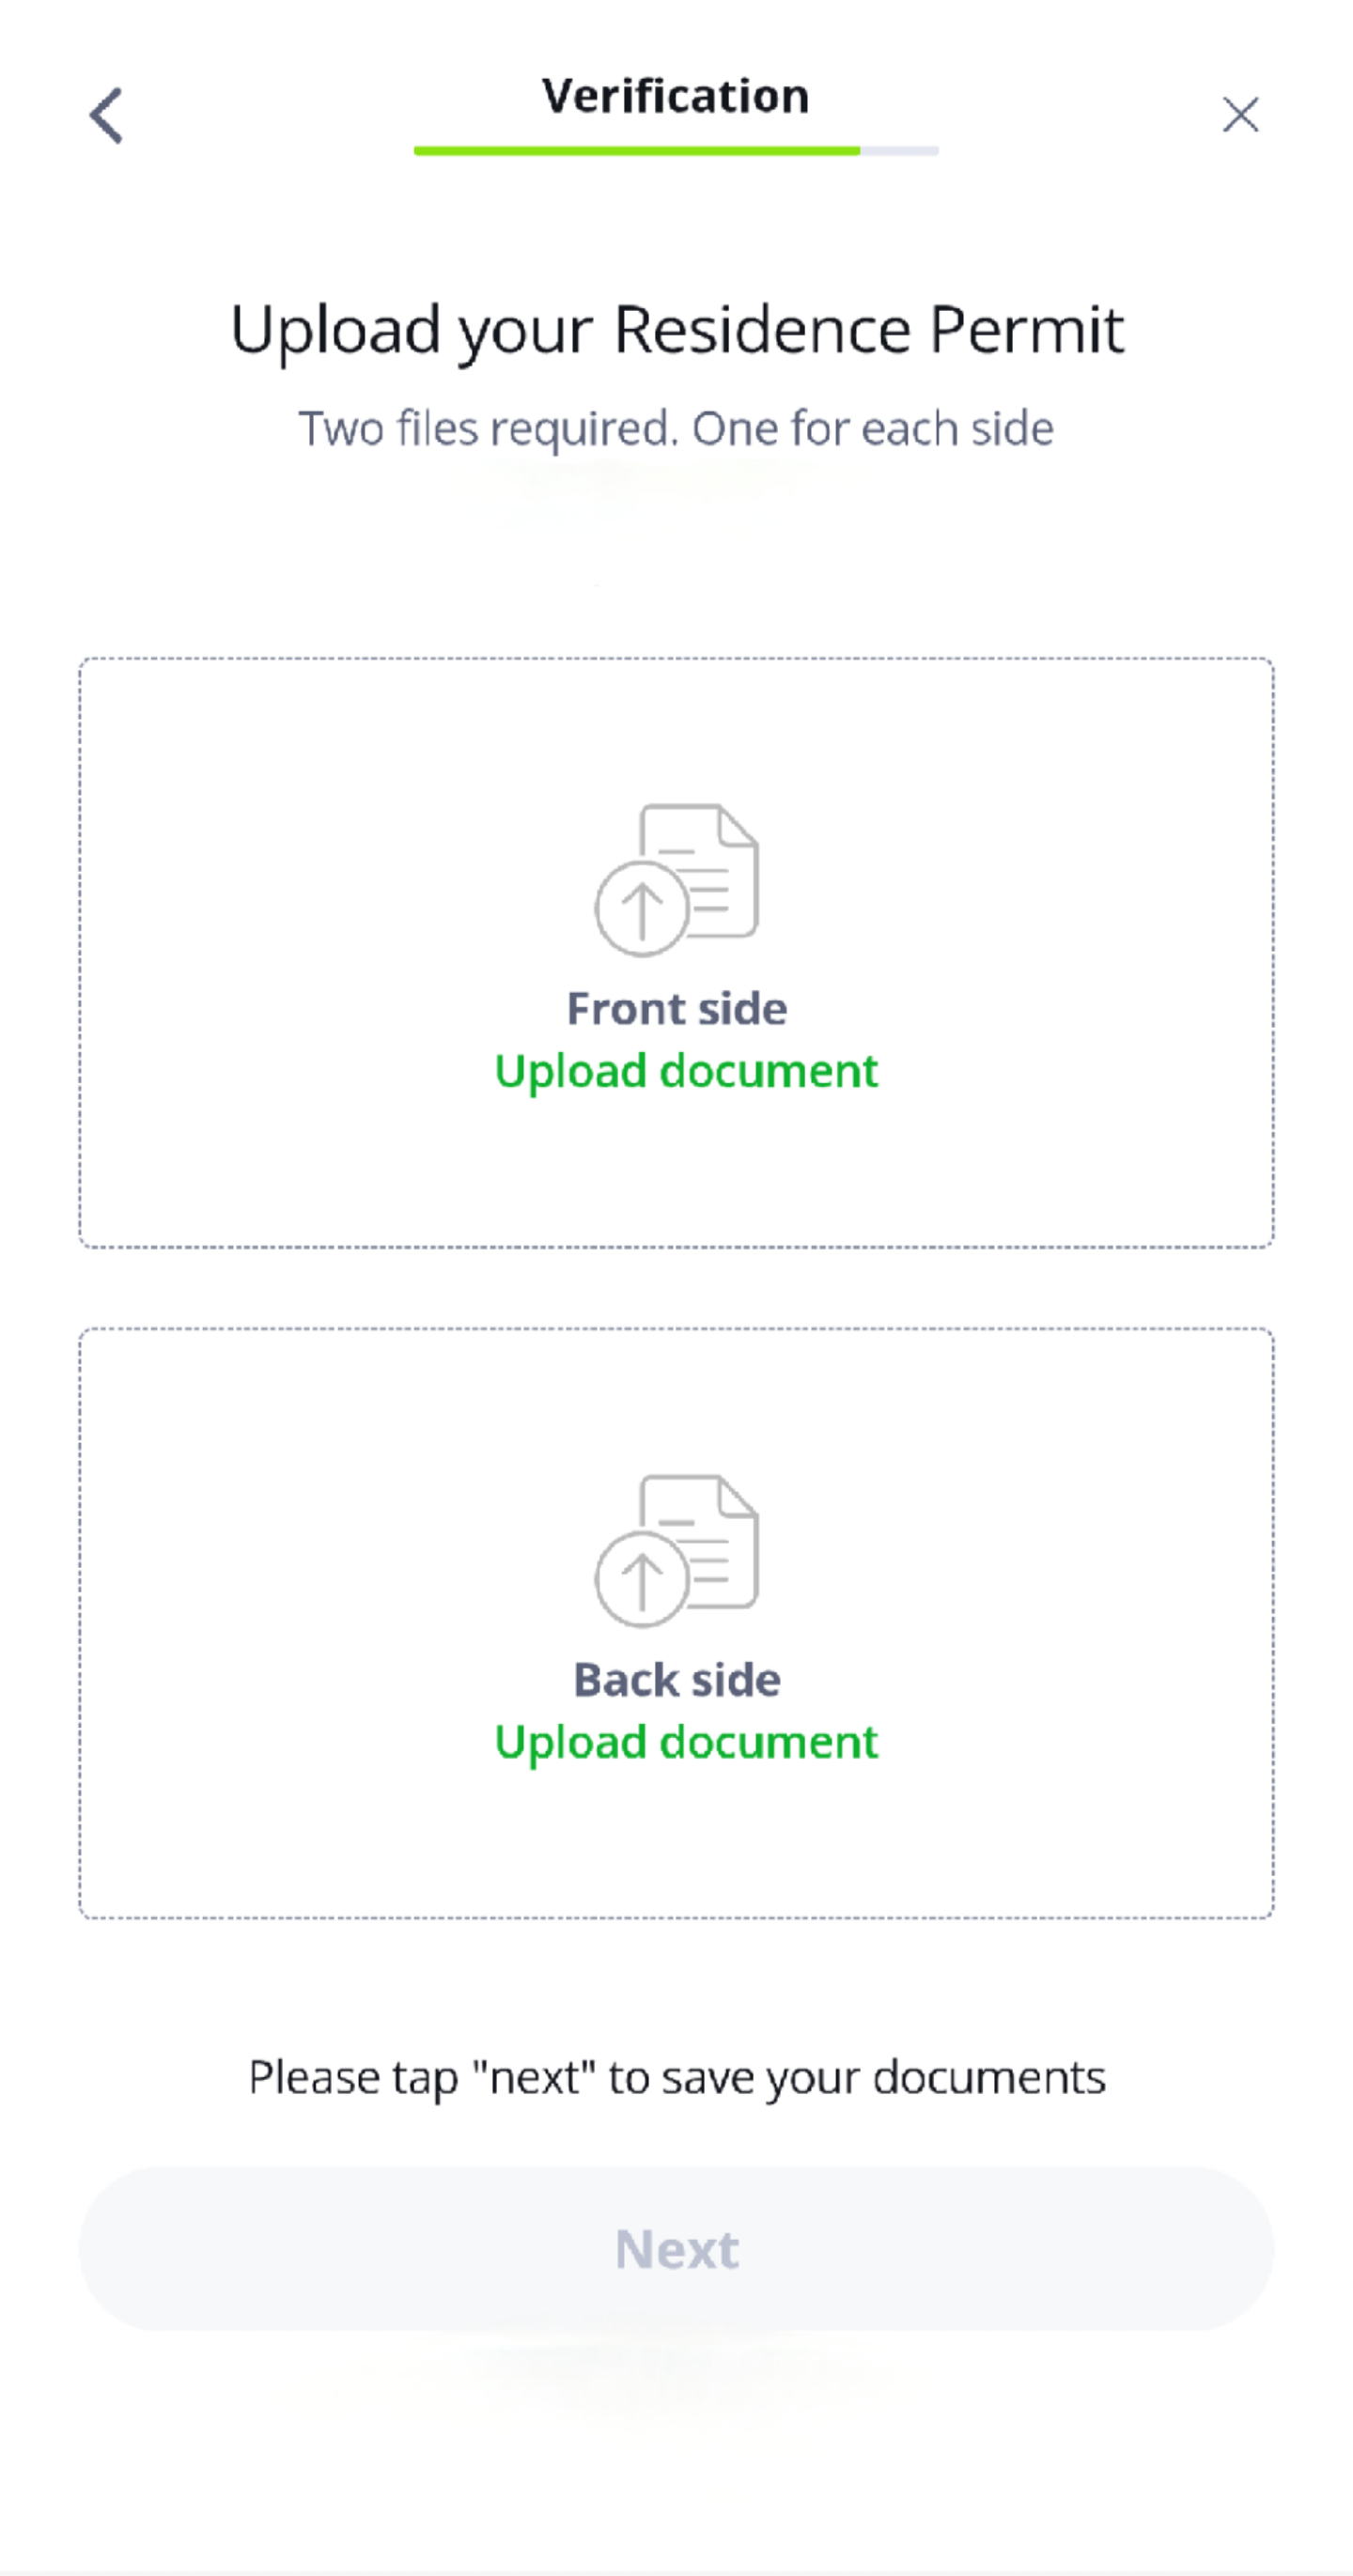 Verification
Upload your Residence Permit
Two files required. One for each side
Front side
Upload document
Back side
Upload document
Please tap "next" to save your documents
Next